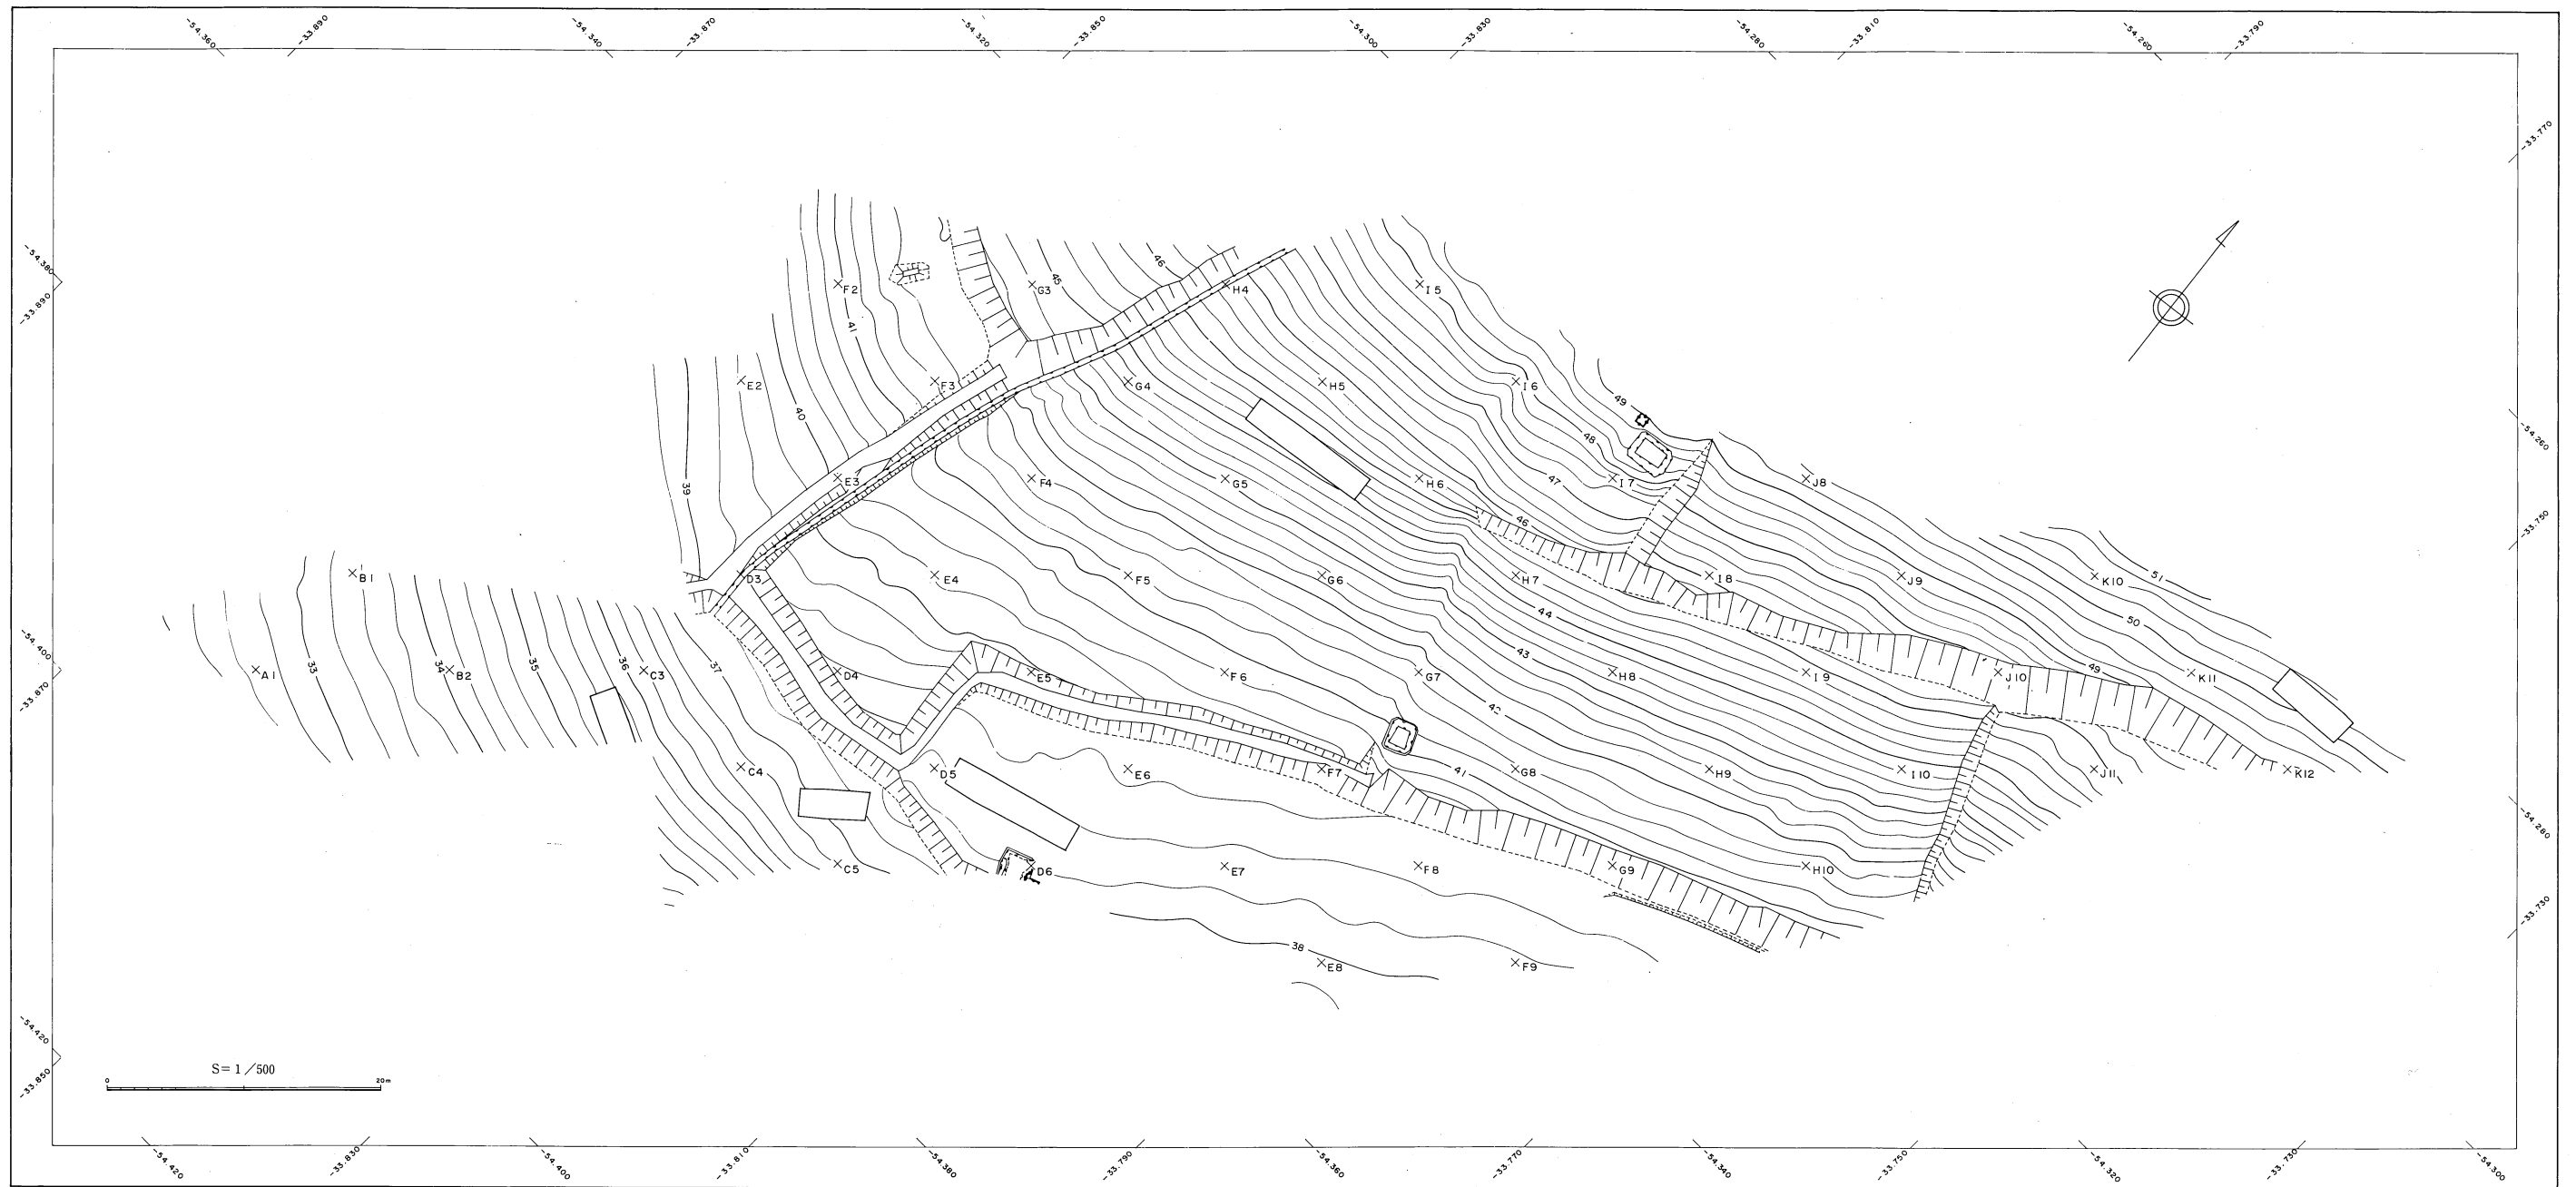 -54.360
-33.890
-54.340
-33.870
-54.320
-33.850
-54.300
-33.830
-54.280
-33.810
-54.260
-33.790
-33.770
-54.380
-33.890
F2
G3
45
46
H4
I5
41
E2
40
F3
G4
H5
I6
49
48
-54.260
39
E3
F4
G5
H6
47
I7
J8
46
-33.750
B1
D3
E4
F5
G6
H7
I8
J9
K10
51
44
50
-54.400
-33.870
A1
33
34
B2
35
36
C3
37
D4
E5
F6
G7
43
H8
I9
J10
49
K11
42
C4
D5
E6
F7
41
G8
H9
I10
J11
K12
-54.280
C5
D6
E7
F8
G9
H10
-33.730
38
E8
F9
-54.420
-33.850
S=1/500
0
20m
-54.420
-33.830
-54.400
-33.810
-54.380
-33.790
-54.360
-33.770
-54.340
-33.750
-54.320
-33.730
-54.300